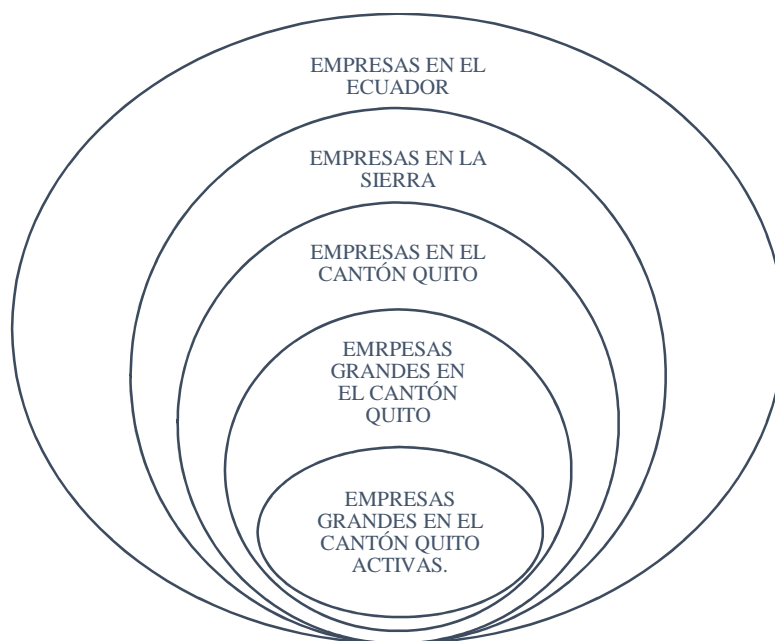 EMPRESAS EN EL
ECUADOR
EMPRESAS EN LA
SIERRA
EMPRESAS EN EL
CANTÓN QUITO
EMRPESAS
GRANDES EN
EL CANTÓN
QUITO
EMPRESAS
GRANDES EN EL
CANTÓN QUITO
ACTIVAS.